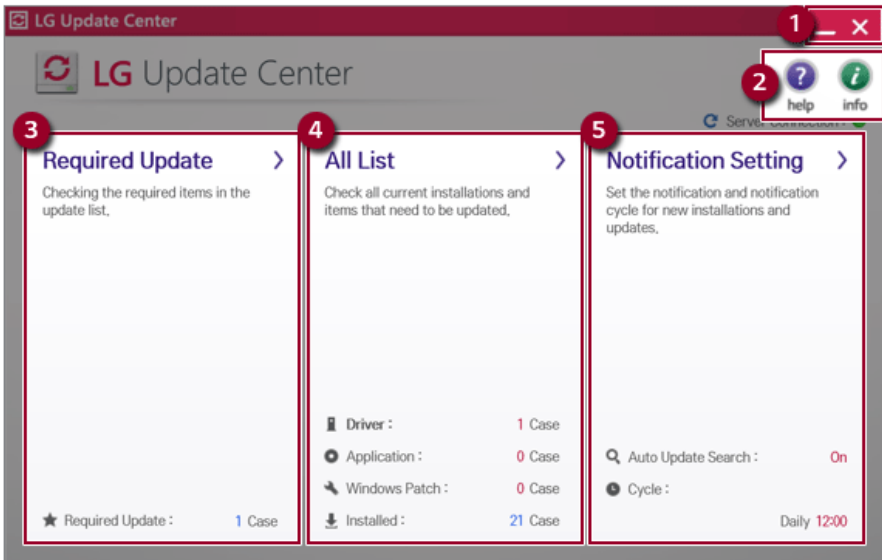 LG Update Center
1
LG Update Center
2
?
i
help
info
Server Connection :
3
Required Update >
Checking the required items in the
update list,
★ Required Update : 1 Case
4
All List >
Check all current installations and
items that need to be updated,
Driver : 1 Case
Application : 0 Case
Windows Patch : 0 Case
Installed : 21 Case
5
Notification Setting >
Set the notification and notification
cycle for new installations and
updates,
Auto Update Search : On
Cycle :
Daily 12:00